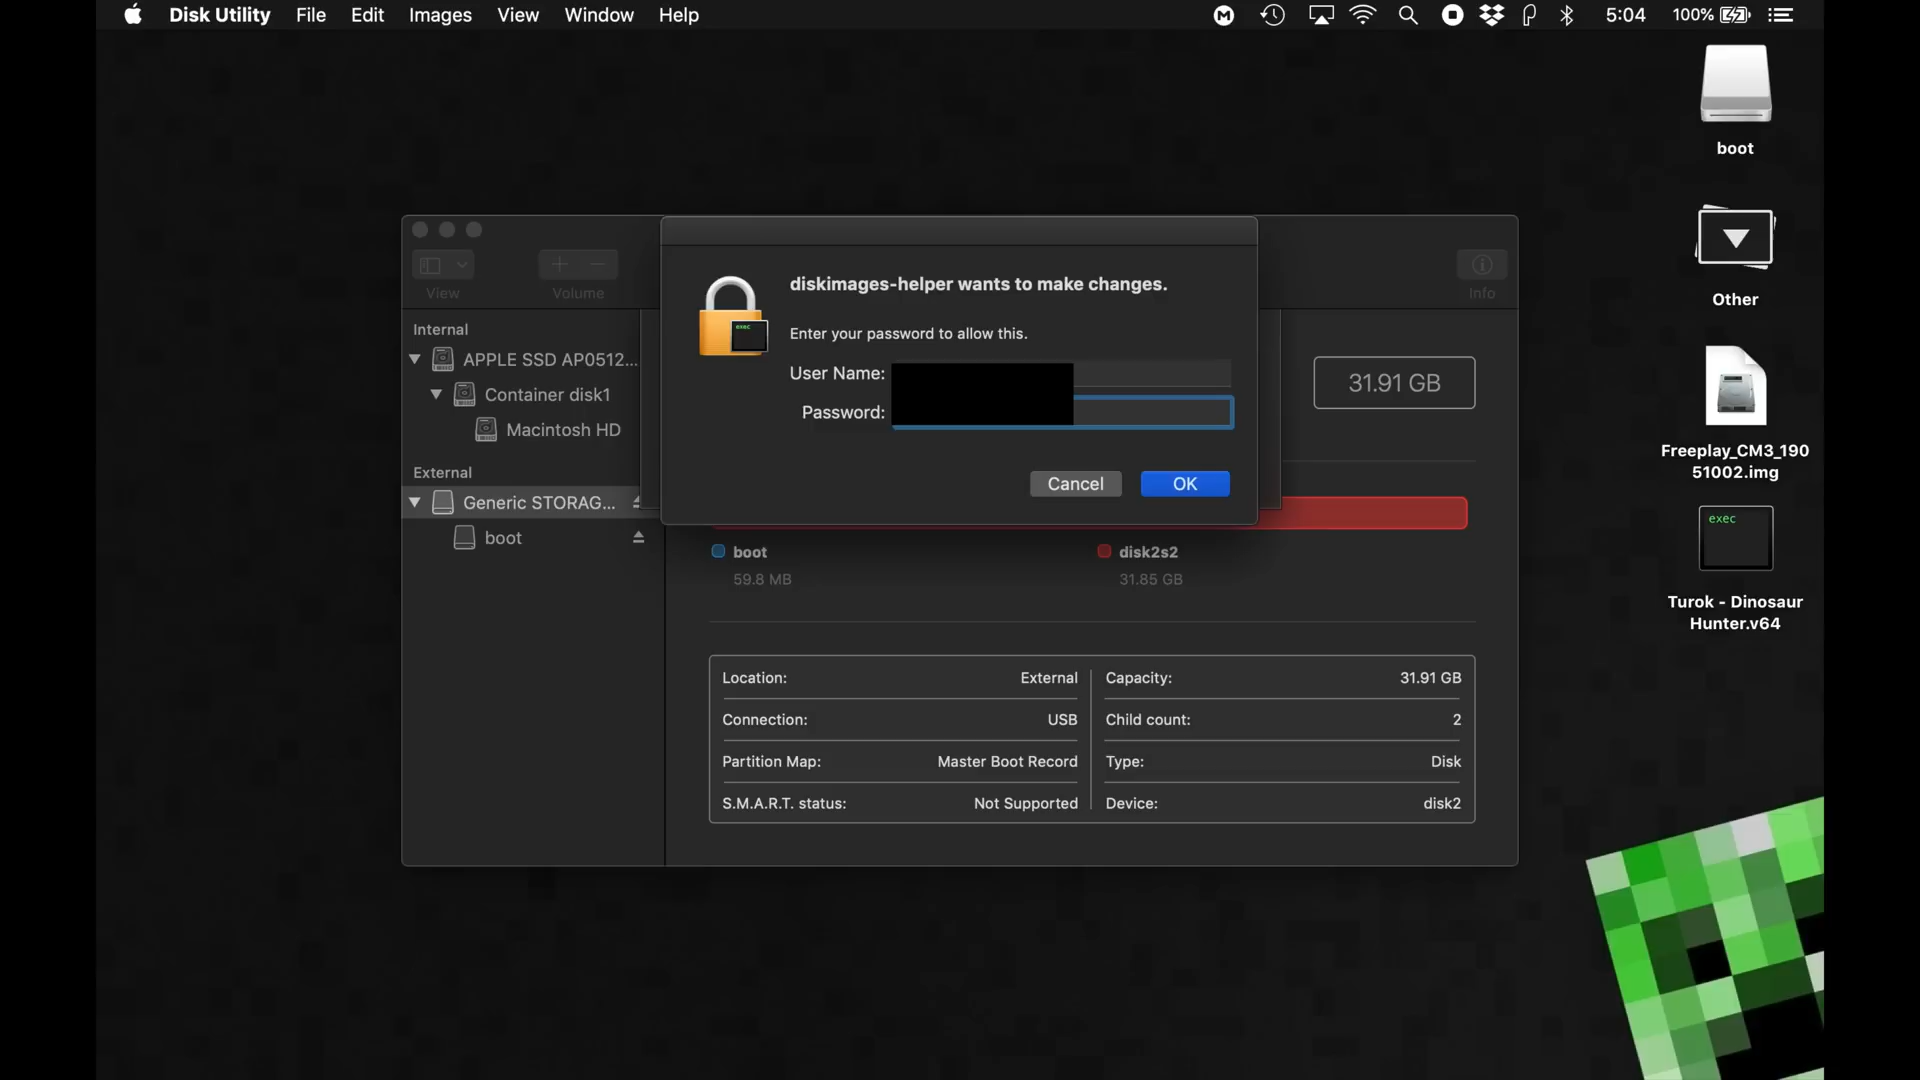 Disk Utility File Edit Images View Window Help 5:04 100%
boot
Other
Freeplay_CM3_190
51002.img
exec
Turok - Dinosaur
Hunter.v64
View
Volume
Info
Internal
APPLE SSD AP0512...
Container disk1
Macintosh HD
External
Generic STORAG...
boot
diskimages-helper wants to make changes.
exec
Enter your password to allow this.
User Name:
Password:
Cancel OK
31.91 GB
boot
59.8 MB
disk2s2
31.85 GB
Location: External
Capacity: 31.91 GB
Connection: USB
Child count: 2
Partition Map: Master Boot Record
Type: Disk
S.M.A.R.T. status: Not Supported
Device: disk2